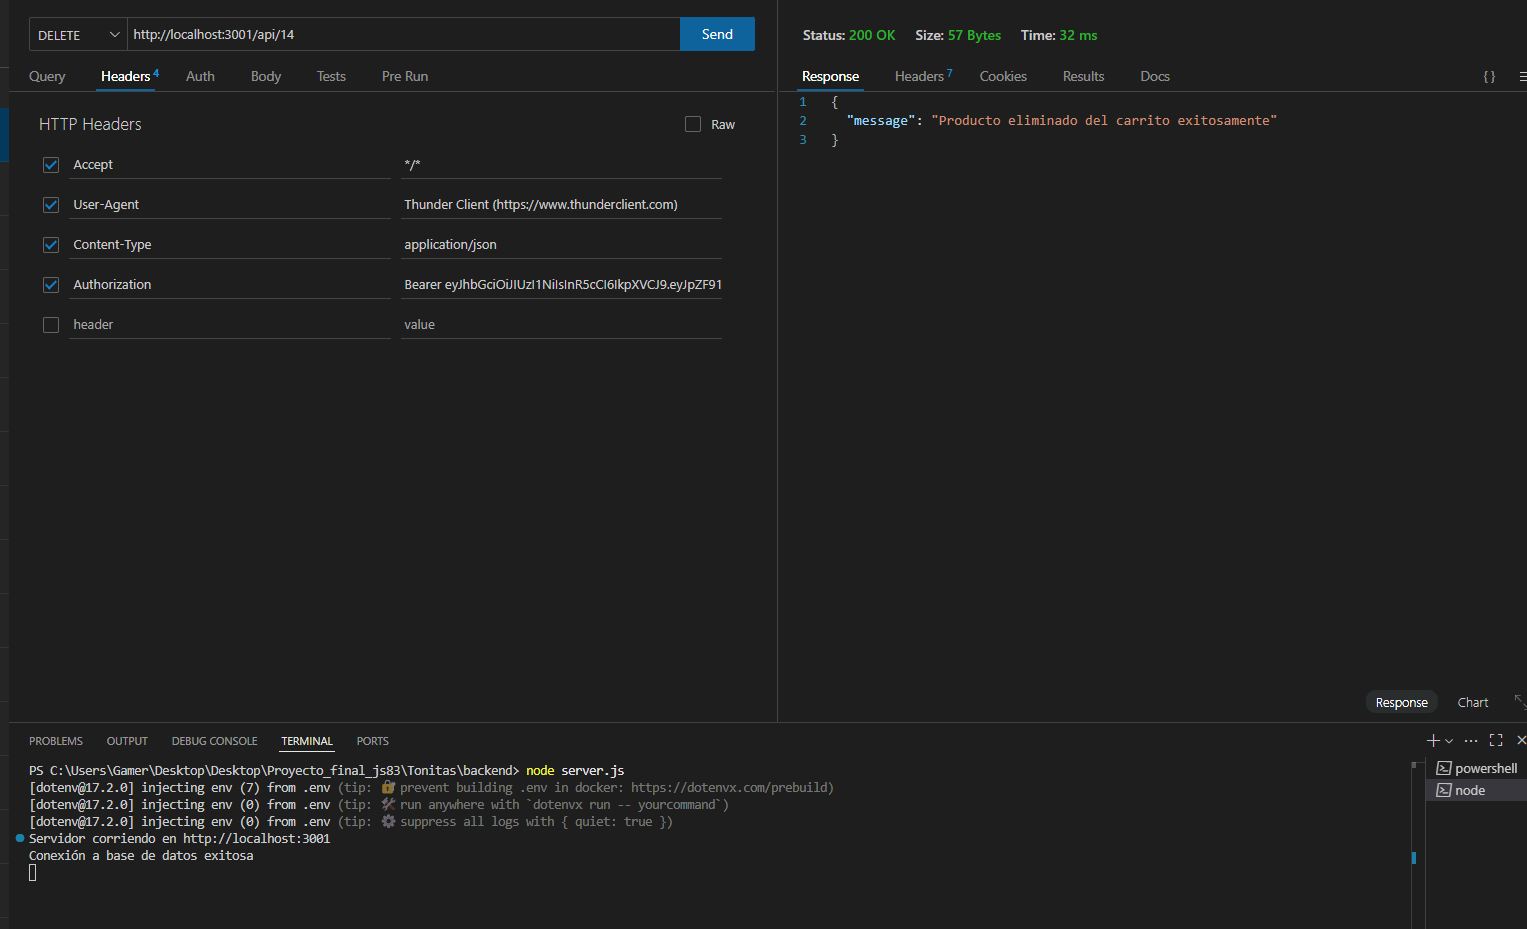 DELETE http://localhost:3001/api/14 Send
Query Headers 4 Auth Body Tests Pre Run
HTTP Headers Raw
Accept */*
User-Agent Thunder Client (https://www.thunderclient.com)
Content-Type application/json
Authorization Bearer eyJhbGciOiJIUzI1NiIsInR5cCI6IkpXVCJ9.eyJpZF91
header value
Status: 200 OK Size: 57 Bytes Time: 32 ms
Response Headers 7 Cookies Results Docs {}
1 {
2 "message": "Producto eliminado del carrito exitosamente"
3 }
Response Chart
PROBLEMS OUTPUT DEBUG CONSOLE TERMINAL PORTS
PS C:\Users\Gamer\Desktop\Desktop\Proyecto_final_js83\Tonitas\backend> node server.js
[dotenv@17.2.0] injecting env (7) from .env (tip: 🔐 prevent building .env in docker: https://dotenvx.com/prebuild)
[dotenv@17.2.0] injecting env (0) from .env (tip: 🛠️ run anywhere with `dotenvx run -- yourcommand`)
[dotenv@17.2.0] injecting env (0) from .env (tip: ⚙️ suppress all logs with { quiet: true })
Servidor corriendo en http://localhost:3001
Conexión a base de datos exitosa
powershell
node